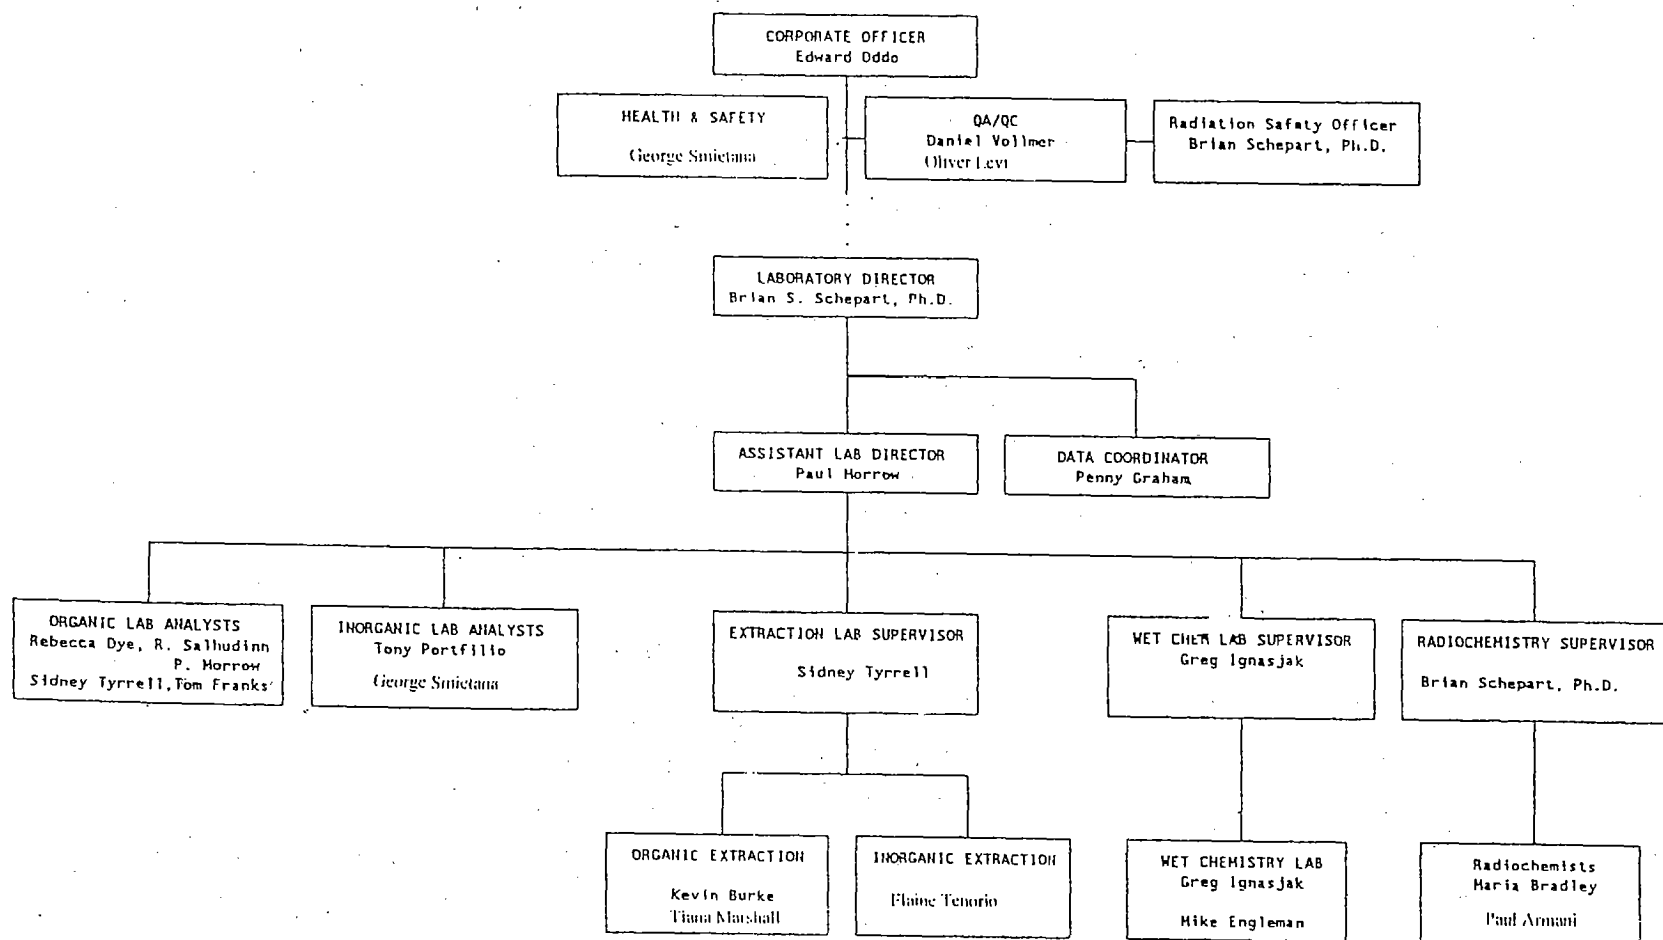 CORPORATE OFFICER
Edward Oddo
HEALTH & SAFETY
George Smietana
QA/QC
Daniel Vollmer
Oliver Levi
Radiation Safety Officer
Brian Schepart, Ph.D.
LABORATORY DIRECTOR
Brian S. Schepart, Ph.D.
ASSISTANT LAB DIRECTOR
Paul Horrow
DATA COORDINATOR
Penny Graham
ORGANIC LAB ANALYSTS
Rebecca Dye, R. Salhudinn
P. Horrow
Sidney Tyrrell, Tom Franks
INORGANIC LAB ANALYSTS
Tony Portfilio
George Smietana
EXTRACTION LAB SUPERVISOR
Sidney Tyrrell
WET CHEM LAB SUPERVISOR
Greg Ignasjak
RADIOCHEMISTRY SUPERVISOR
Brian Schepart, Ph.D.
ORGANIC EXTRACTION
Kevin Burke
Tiana Marshall
INORGANIC EXTRACTION
Elaine Tenorio
WET CHEMISTRY LAB
Greg Ignasjak
Mike Engleman
Radiochemists
Maria Bradley
Paul Armani